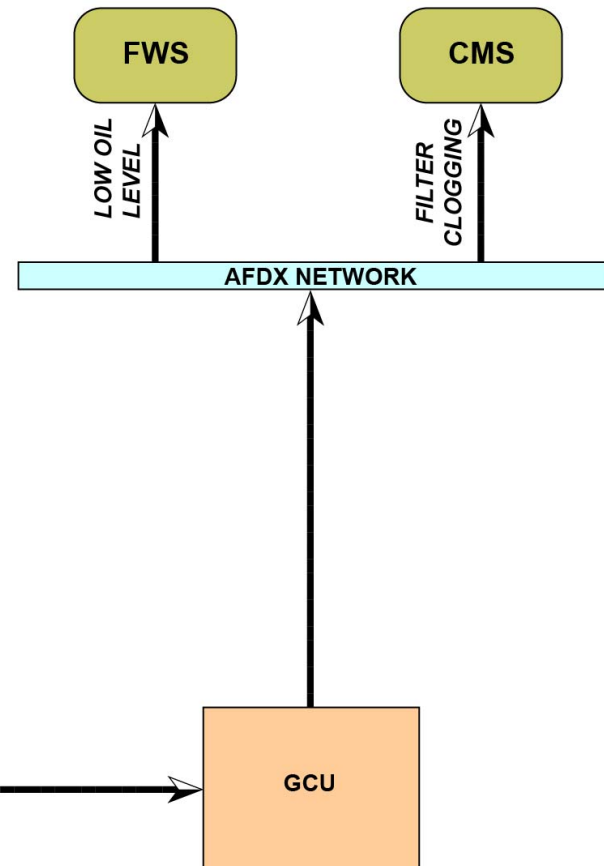 FWS
CMS
LOW OIL
LEVEL
FILTER
CLOGGING
AFDX NETWORK
GCU